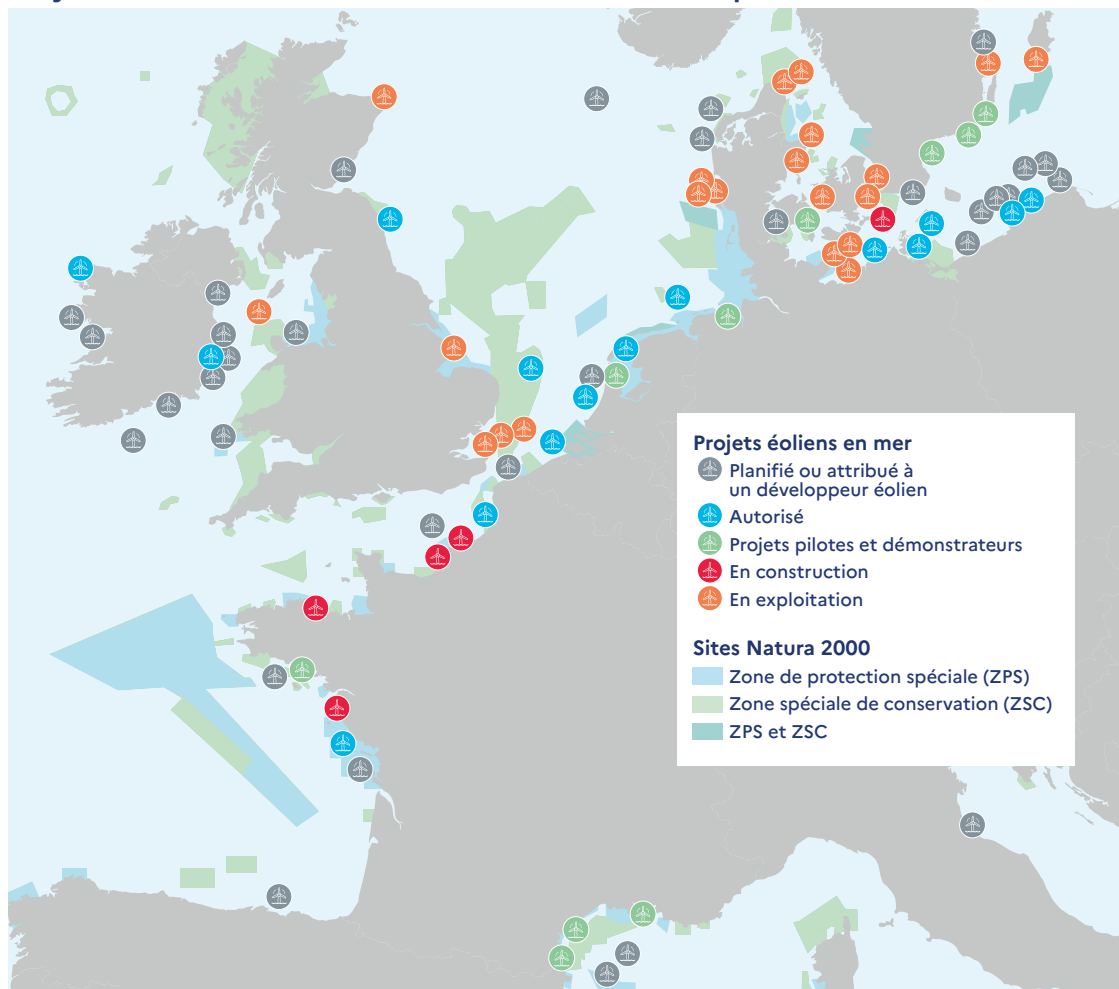 Projets éoliens en mer
Planifié ou attribué à
un développeur éolien
Autorisé
Projets pilotes et démonstrateurs
En construction
En exploitation
Sites Natura 2000
Zone de protection spéciale (ZPS)
Zone spéciale de conservation (ZSC)
ZPS et ZSC